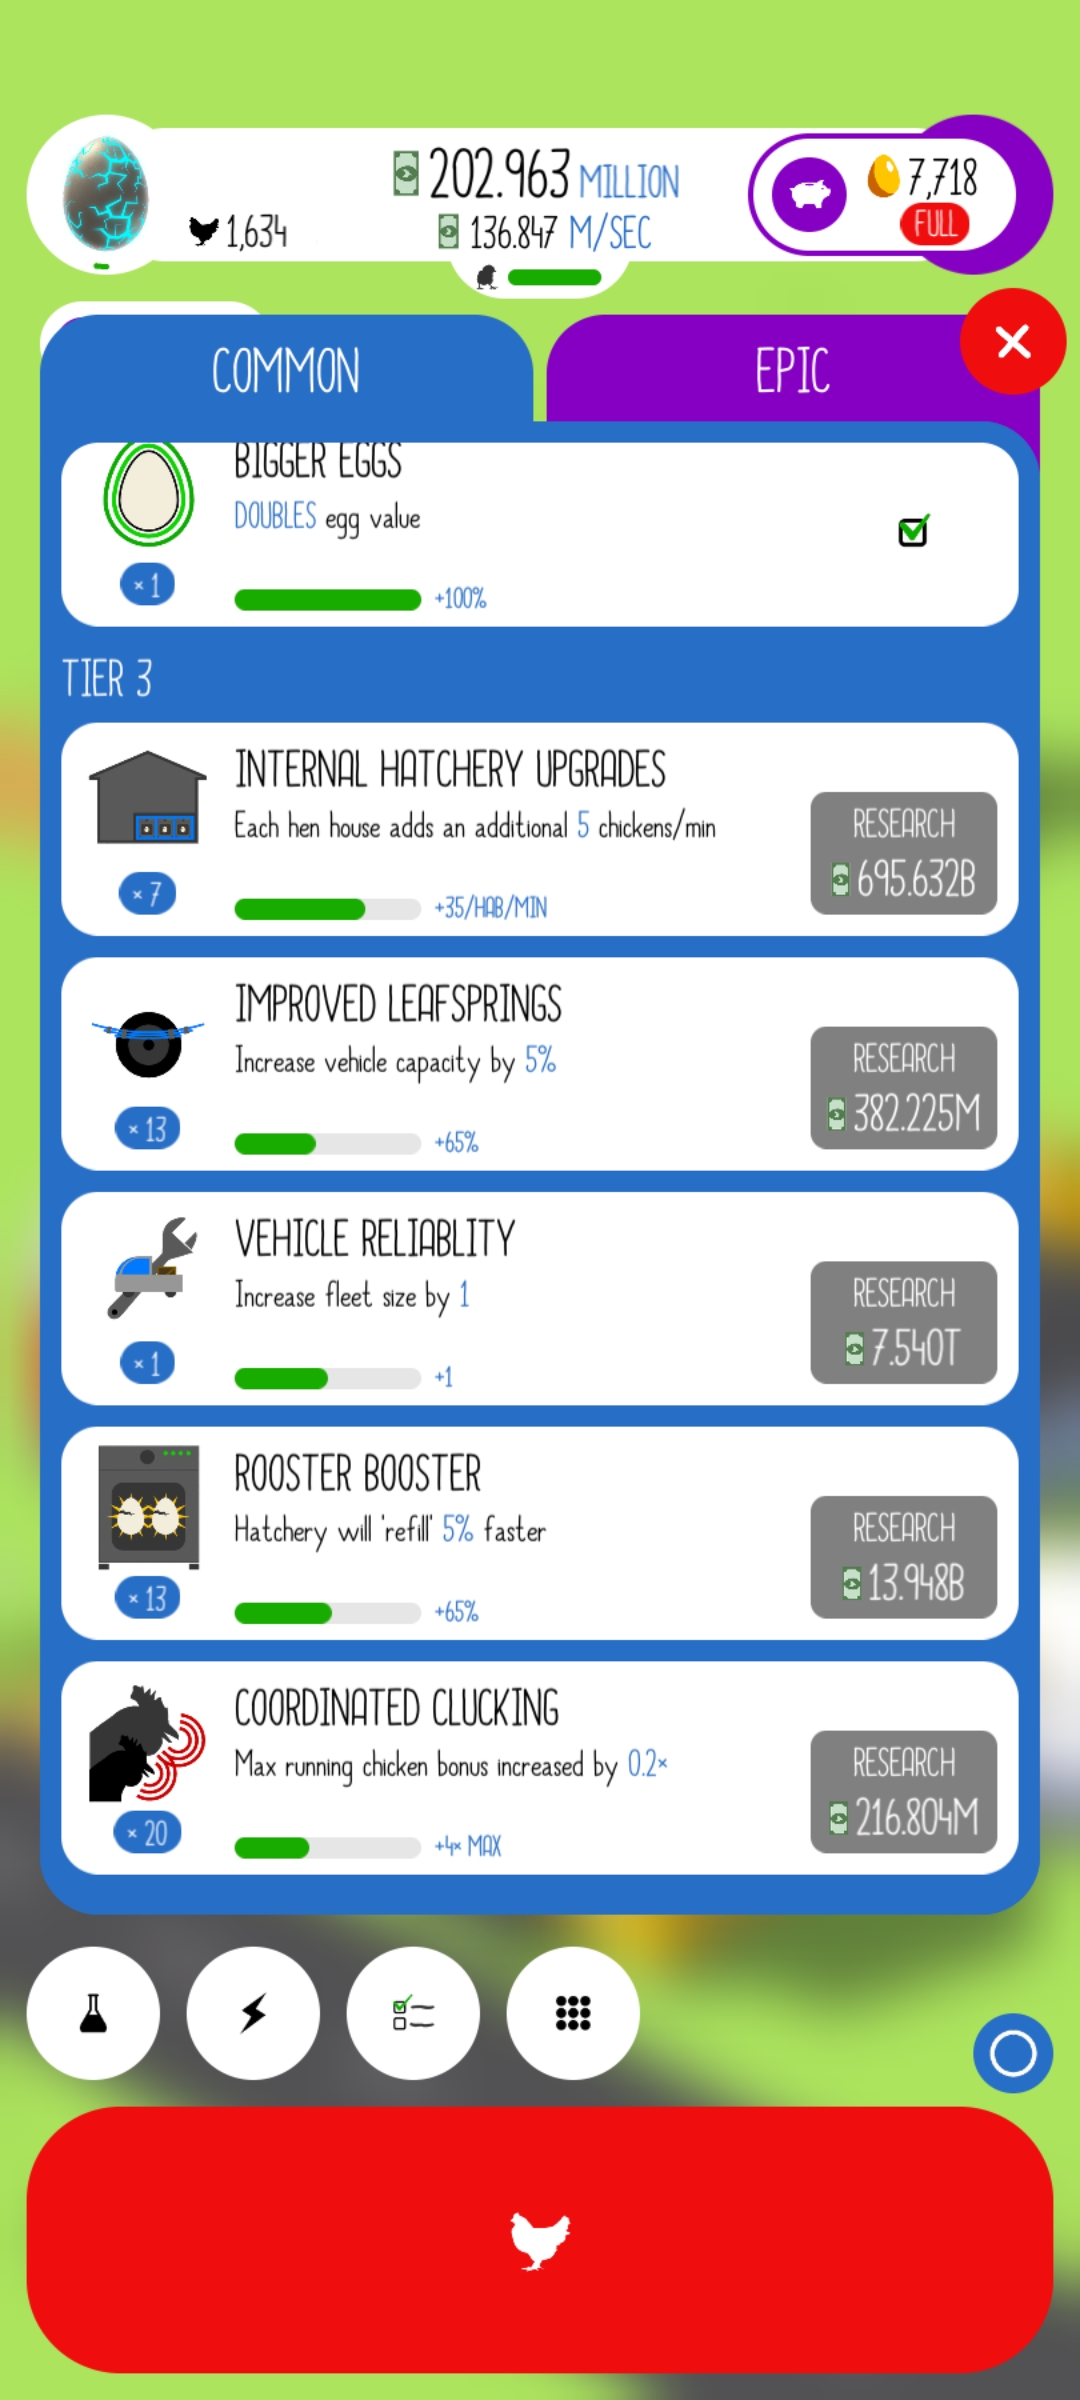 202.963 MILLION
7,718
1,634
136.847 M/SEC
FULL
COMMON
EPIC
BIGGER EGGS
DOUBLES egg value
× 1
+100%
TIER 3
INTERNAL HATCHERY UPGRADES
Each hen house adds an additional 5 chickens/min
RESEARCH
695.632B
× 7
+35/HAB/MIN
IMPROVED LEAFSPRINGS
Increase vehicle capacity by 5%
RESEARCH
382.225M
× 13
+65%
VEHICLE RELIABLITY
Increase fleet size by 1
RESEARCH
7.540T
× 1
+1
ROOSTER BOOSTER
Hatchery will 'refill' 5% faster
RESEARCH
13.948B
× 13
+65%
COORDINATED CLUCKING
Max running chicken bonus increased by 0.2×
RESEARCH
216.804M
× 20
+4× MAX